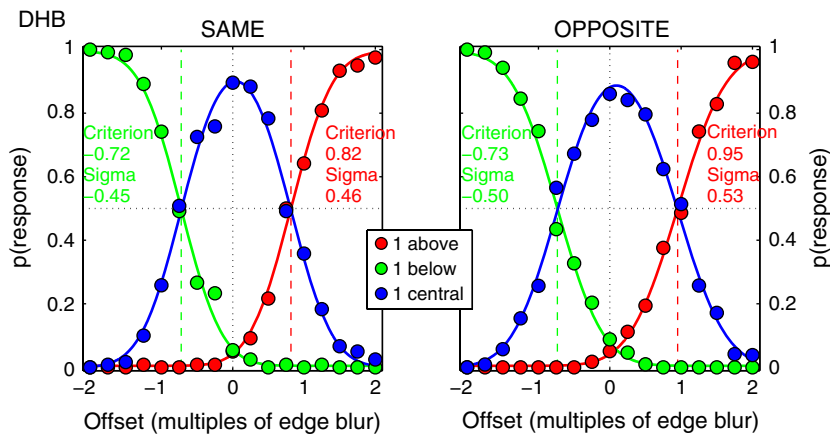 DHB
SAME
OPPOSITE
1
0.8
0.6
0.4
0.2
0
p(response)
Criterion
−0.72
Sigma
−0.45
Criterion
0.82
Sigma
0.46
−2
−1
0
1
2
Offset (multiples of edge blur)
1 above
1 below
1 central
Criterion
−0.73
Sigma
−0.50
Criterion
0.95
Sigma
0.53
1
0.8
0.6
0.4
0.2
0
p(response)
−2
−1
0
1
2
Offset (multiples of edge blur)